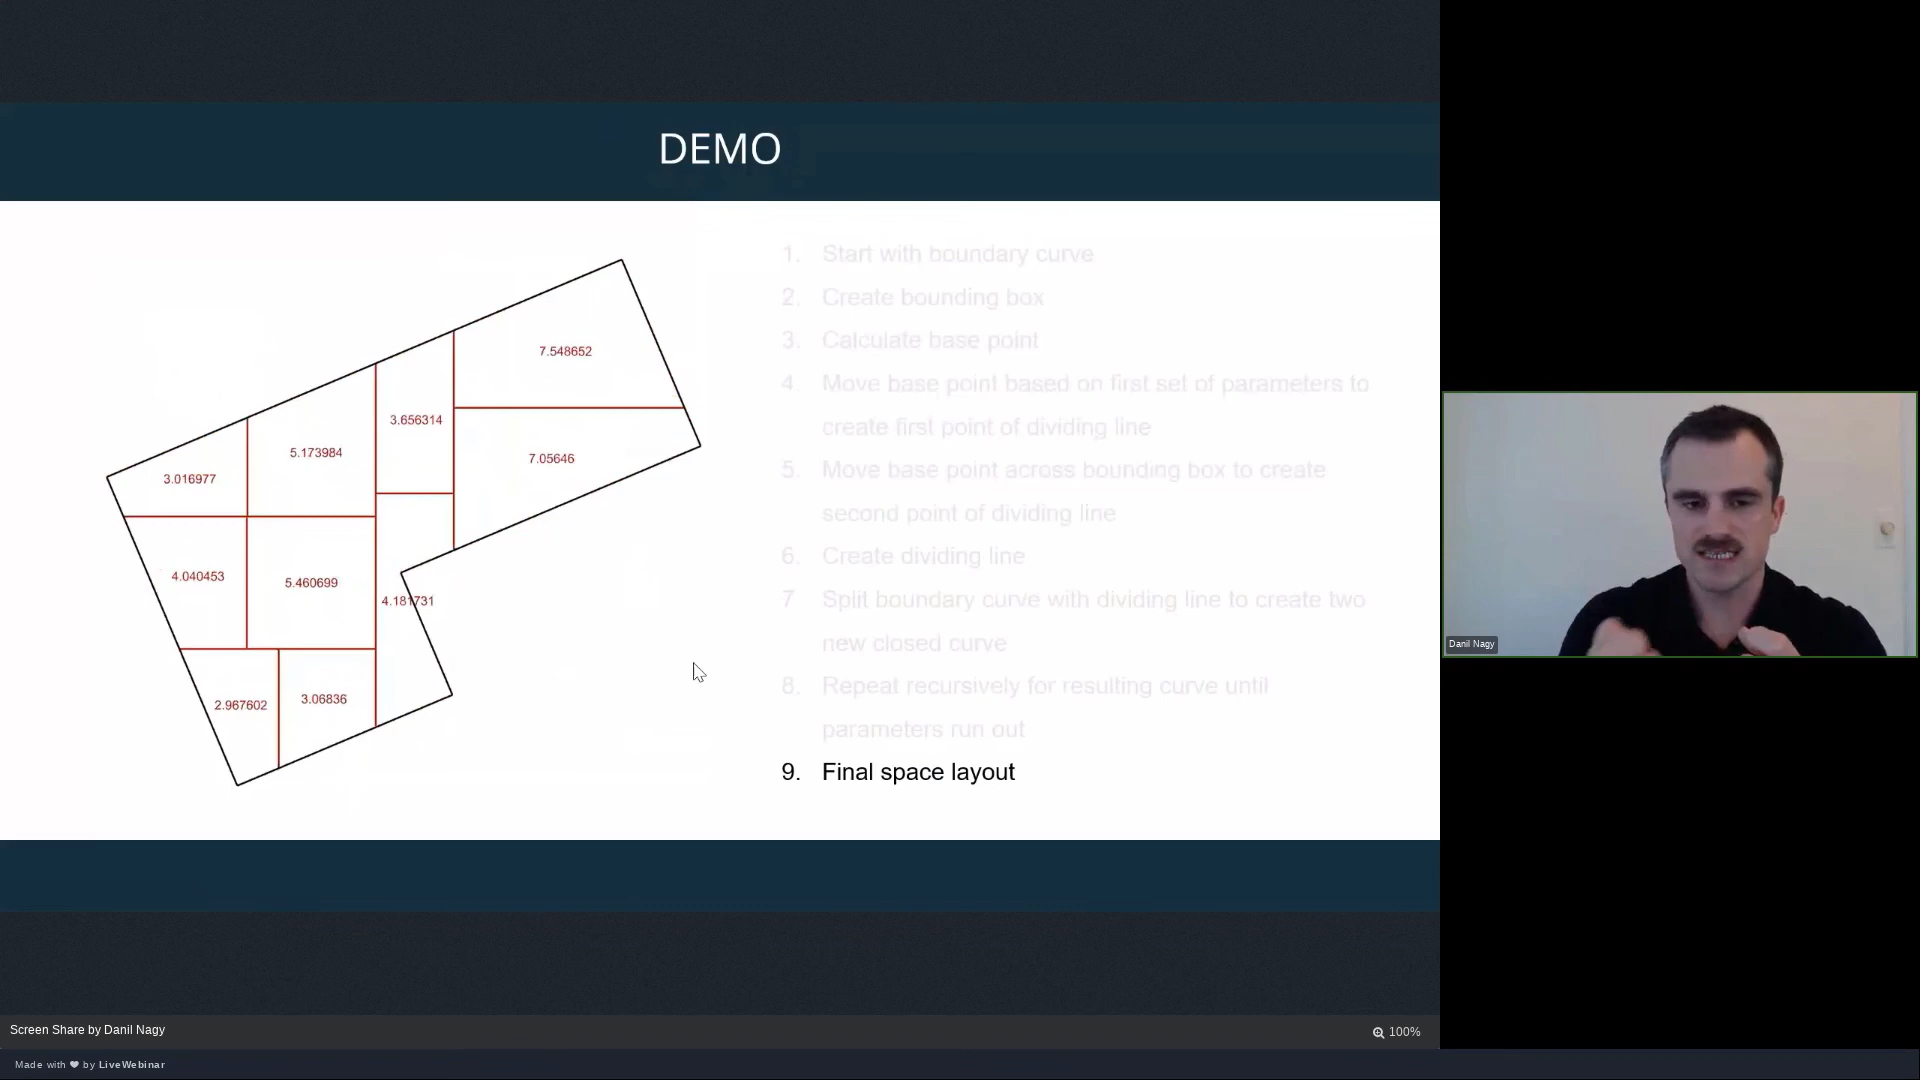 DEMO
1. Start with boundary curve
2. Create bounding box
3. Calculate base point
4. Move base point based on first set of parameters to
create first point of dividing line
5. Move base point across bounding box to create
second point of dividing line
6. Create dividing line
7 Split boundary curve with dividing line to create two
new closed curve
8. Repeat recursively for resulting curve until
parameters run out
9. Final space layout
7.548652
3.656314
5.173984
7.05646
3.016977
4.040453
5.460699
4.181731
2.967602
3.06836
Danil Nagy
Screen Share by Danil Nagy
100%
Made with ❤ by LiveWebinar